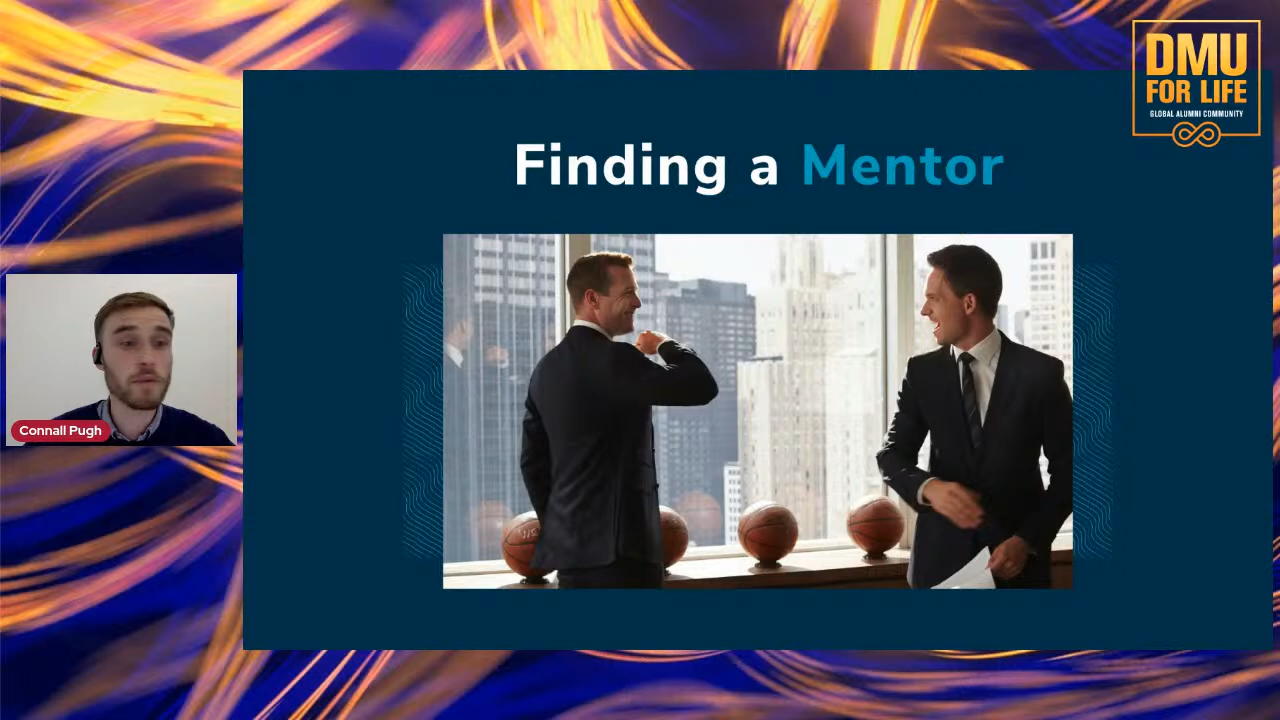 DMU
FOR LIFE
GLOBAL ALUMNI COMMUNITY
Finding a Mentor
Connall Pugh